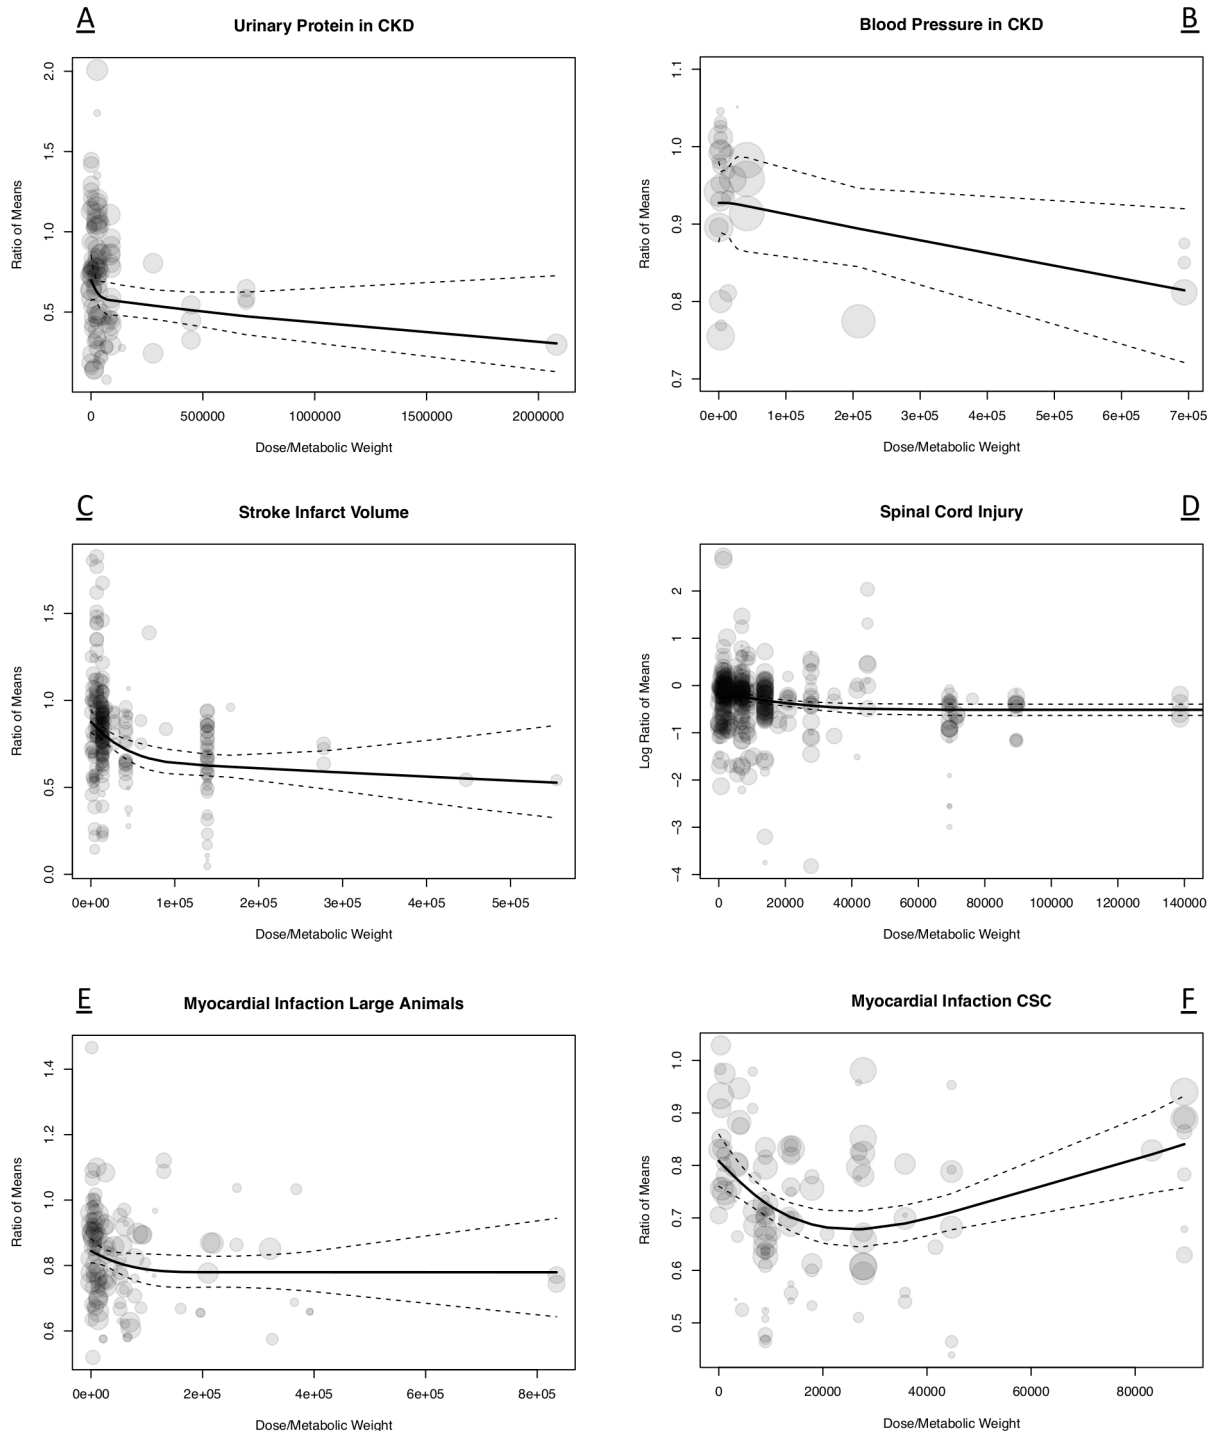 A
Urinary Protein in CKD
Ratio of Means
2.0
1.5
1.0
0.5
0
500000
1000000
1500000
2000000
Dose/Metabolic Weight
B
Blood Pressure in CKD
Ratio of Means
1.1
1.0
0.9
0.8
0.7
0e+00
1e+05
2e+05
3e+05
4e+05
5e+05
6e+05
7e+05
Dose/Metabolic Weight
C
Stroke Infarct Volume
Ratio of Means
1.5
1.0
0.5
0.0
0e+00
1e+05
2e+05
3e+05
4e+05
5e+05
Dose/Metabolic Weight
D
Spinal Cord Injury
Log Ratio of Means
2
1
0
−1
−2
−3
−4
0
20000
40000
60000
80000
100000
120000
140000
Dose/Metabolic Weight
E
Myocardial Infaction Large Animals
Ratio of Means
1.4
1.2
1.0
0.8
0.6
0e+00
2e+05
4e+05
6e+05
8e+05
Dose/Metabolic Weight
F
Myocardial Infaction CSC
Ratio of Means
1.0
0.9
0.8
0.7
0.6
0.5
0
20000
40000
60000
80000
Dose/Metabolic Weight